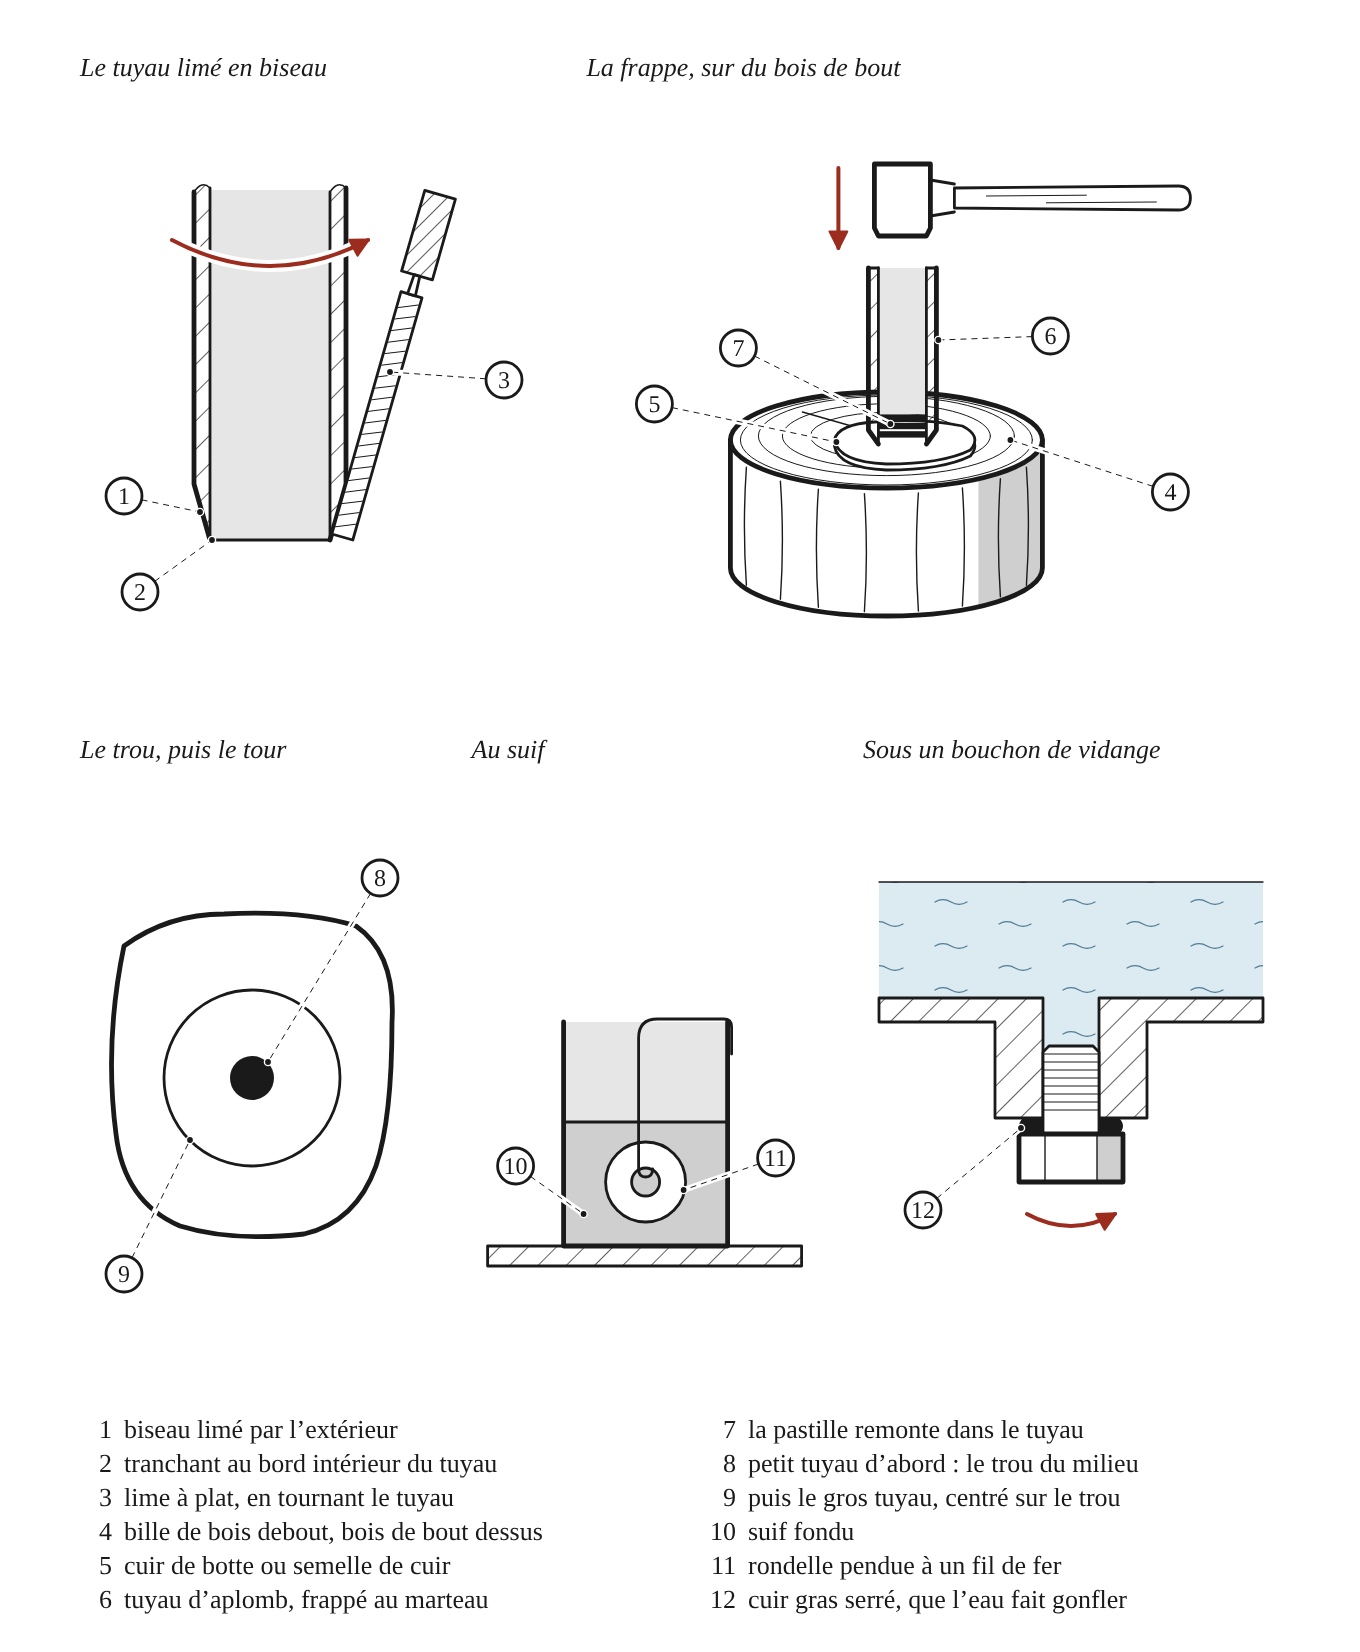 Le tuyau limé en biseau
La frappe, sur du bois de bout
3
1
2
7
5
6
4
Le trou, puis le tour
Au suif
Sous un bouchon de vidange
8
9
10
11
12
1 biseau limé par l’extérieur
2 tranchant au bord intérieur du tuyau
3 lime à plat, en tournant le tuyau
4 bille de bois debout, bois de bout dessus
5 cuir de botte ou semelle de cuir
6 tuyau d’aplomb, frappé au marteau
7 la pastille remonte dans le tuyau
8 petit tuyau d’abord : le trou du milieu
9 puis le gros tuyau, centré sur le trou
10 suif fondu
11 rondelle pendue à un fil de fer
12 cuir gras serré, que l’eau fait gonfler